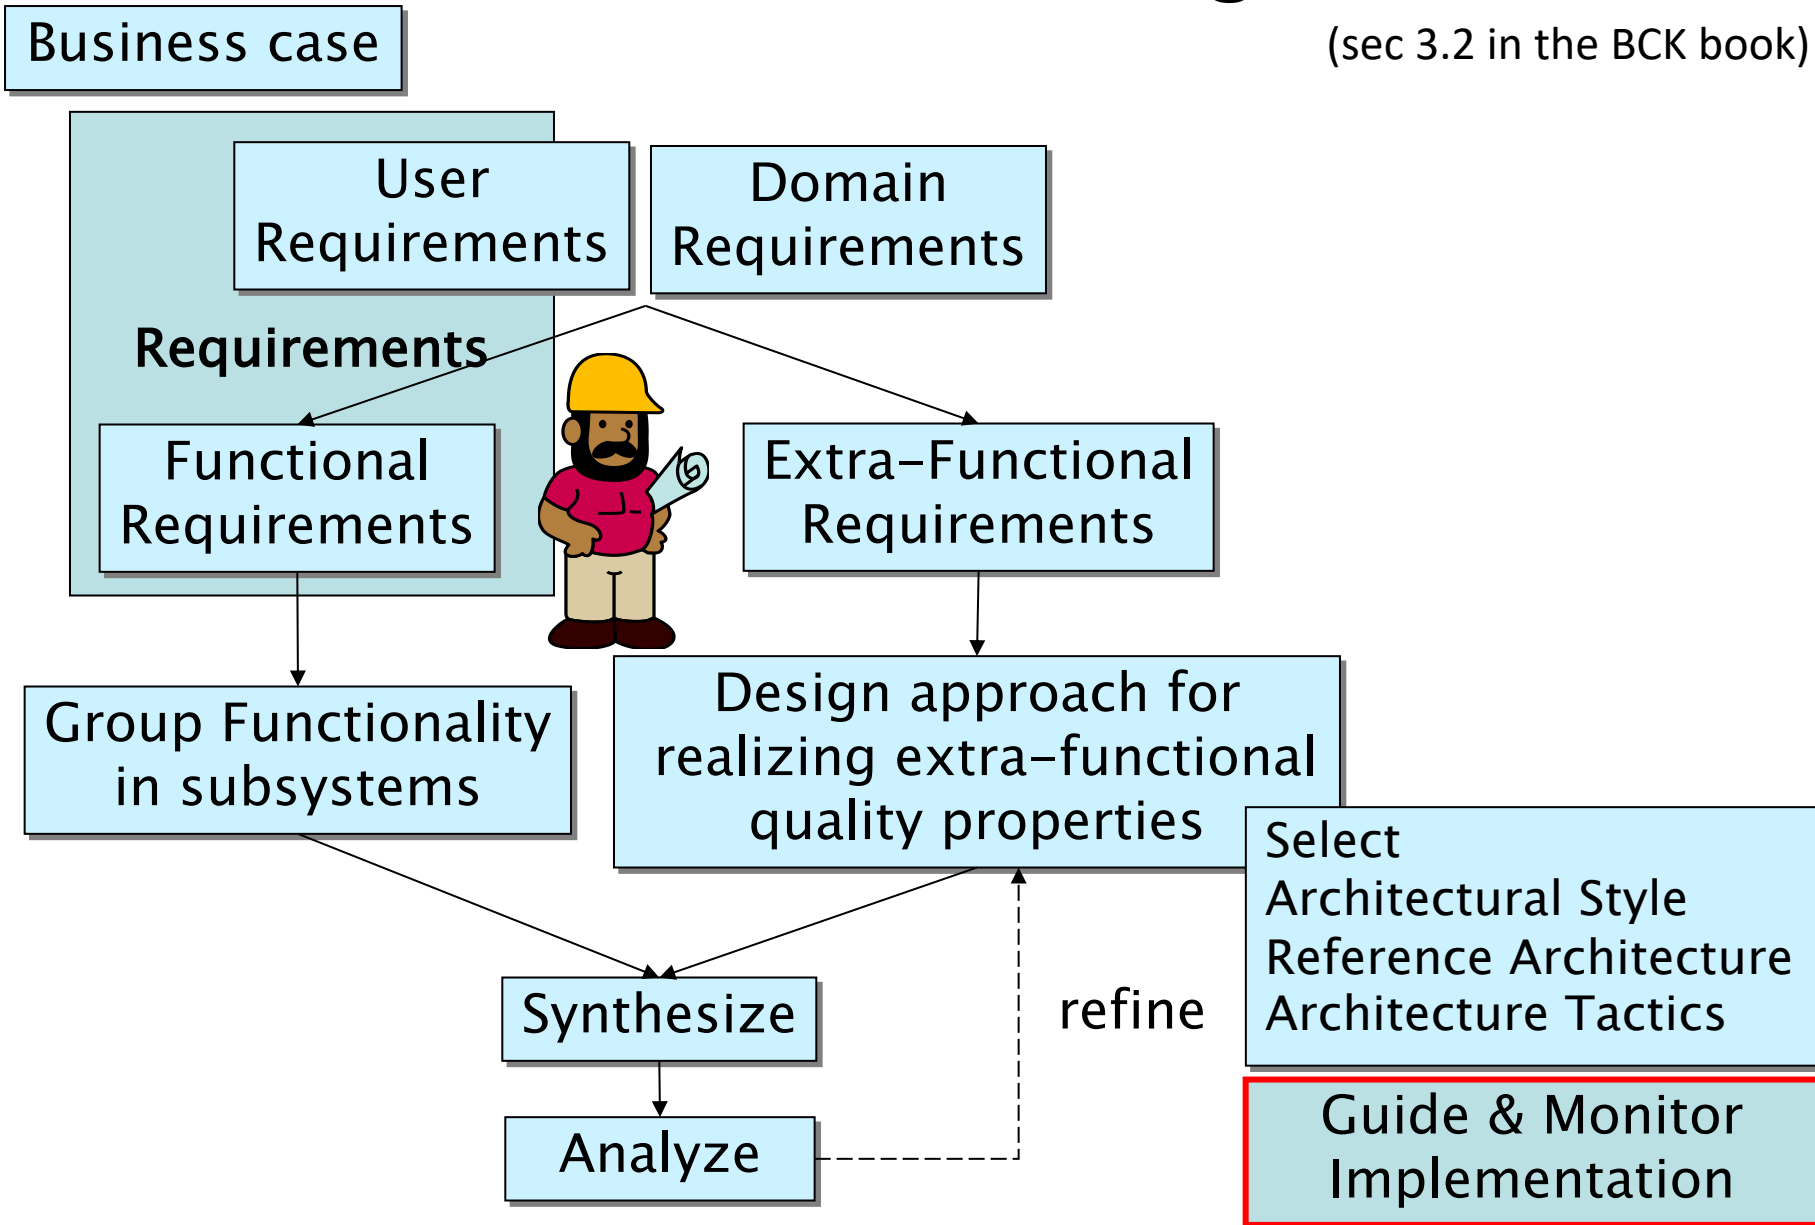 (sec 3.2 in the BCK book)
Business case
User
Requirements
Domain
Requirements
Requirements
Functional
Requirements
Extra-Functional
Requirements
Group Functionality
in subsystems
Design approach for
realizing extra-functional
quality properties
Select
Architectural Style
Reference Architecture
Architecture Tactics
Synthesize
refine
Analyze
Guide & Monitor
Implementation